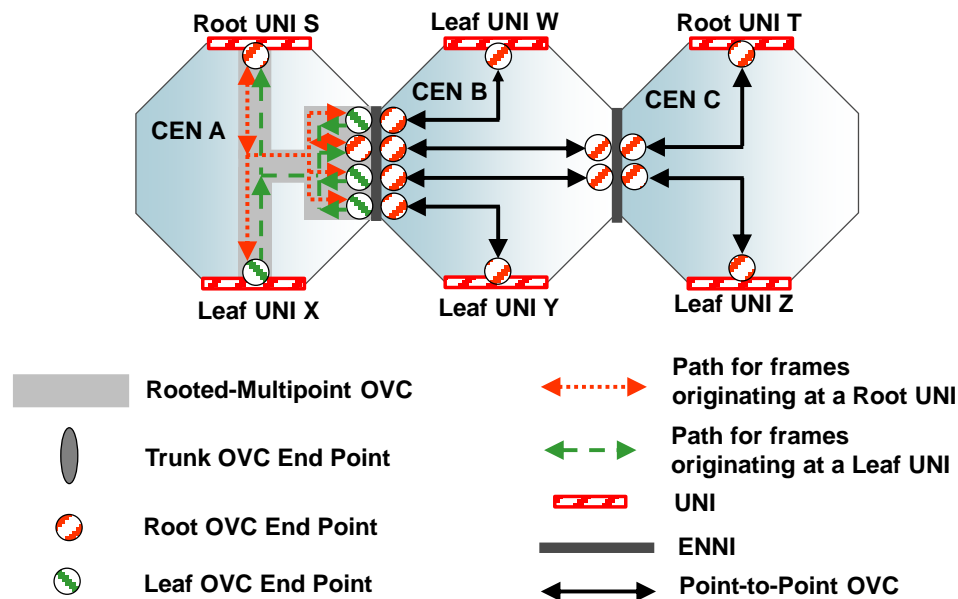 Root UNI S
Leaf UNI W
Root UNI T
CEN A
CEN B
CEN C
Leaf UNI X
Leaf UNI Y
Leaf UNI Z
Rooted-Multipoint OVC
Trunk OVC End Point
Root OVC End Point
Leaf OVC End Point
Path for frames
originating at a Root UNI
Path for frames
originating at a Leaf UNI
UNI
ENNI
Point-to-Point OVC